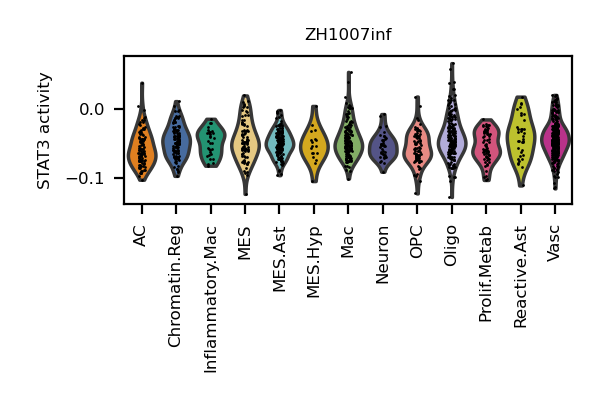 ZH1007inf
STAT3 activity
0.0
−0.1
AC
Chromatin.Reg
Inflammatory.Mac
MES
MES.Ast
MES.Hyp
Mac
Neuron
OPC
Oligo
Prolif.Metab
Reactive.Ast
Vasc